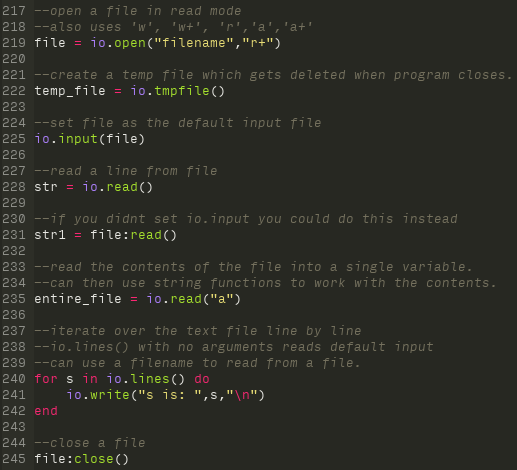 217 --open a file in read mode
218 --also uses 'w', 'w+', 'r','a','a+'
219 file = io.open("filename","r+")
220
221 --create a temp file which gets deleted when program closes.
222 temp_file = io.tmpfile()
223
224 --set file as the default input file
225 io.input(file)
226
227 --read a line from file
228 str = io.read()
229
230 --if you didnt set io.input you could do this instead
231 str1 = file:read()
232
233 --read the contents of the file into a single variable.
234 --can then use string functions to work with the contents.
235 entire_file = io.read("a")
236
237 --iterate over the text file line by line
238 --io.lines() with no arguments reads default input
239 --can use a filename to read from a file.
240 for s in io.lines() do
241     io.write("s is: ",s,"\n")
242 end
243
244 --close a file
245 file:close()